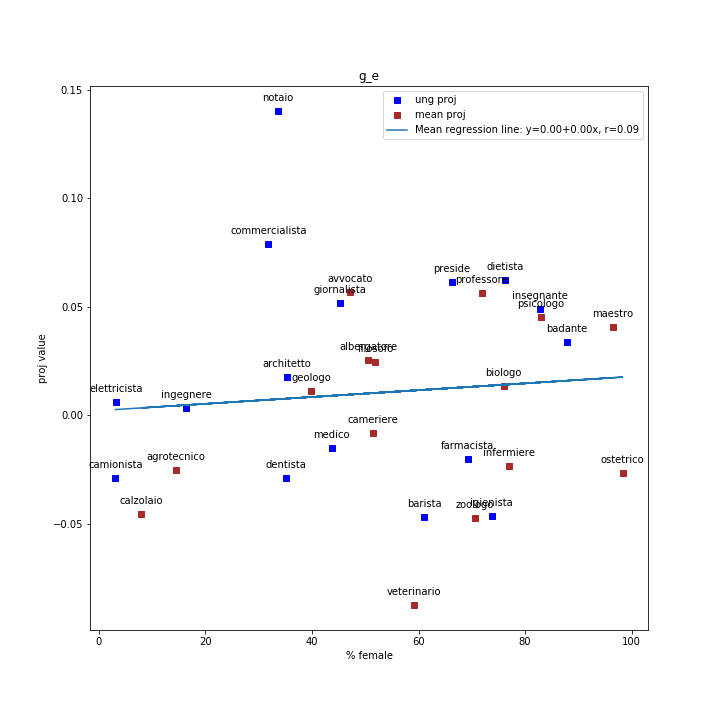 g_e
0.15
0.10
0.05
0.00
−0.05
proj value
ung proj
mean proj
Mean regression line: y=0.00+0.00x, r=0.09
notaio
commercialista
preside
dietista
avvocato
professore
giornalista
insegnante
psicologo
maestro
badante
albergatore
filosofo
architetto
geologo
biologo
elettricista
ingegnere
cameriere
medico
farmacista
infermiere
ostetrico
camionista
agrotecnico
dentista
calzolaio
barista
zoologo
igienista
veterinario
0
20
40
60
80
100
% female